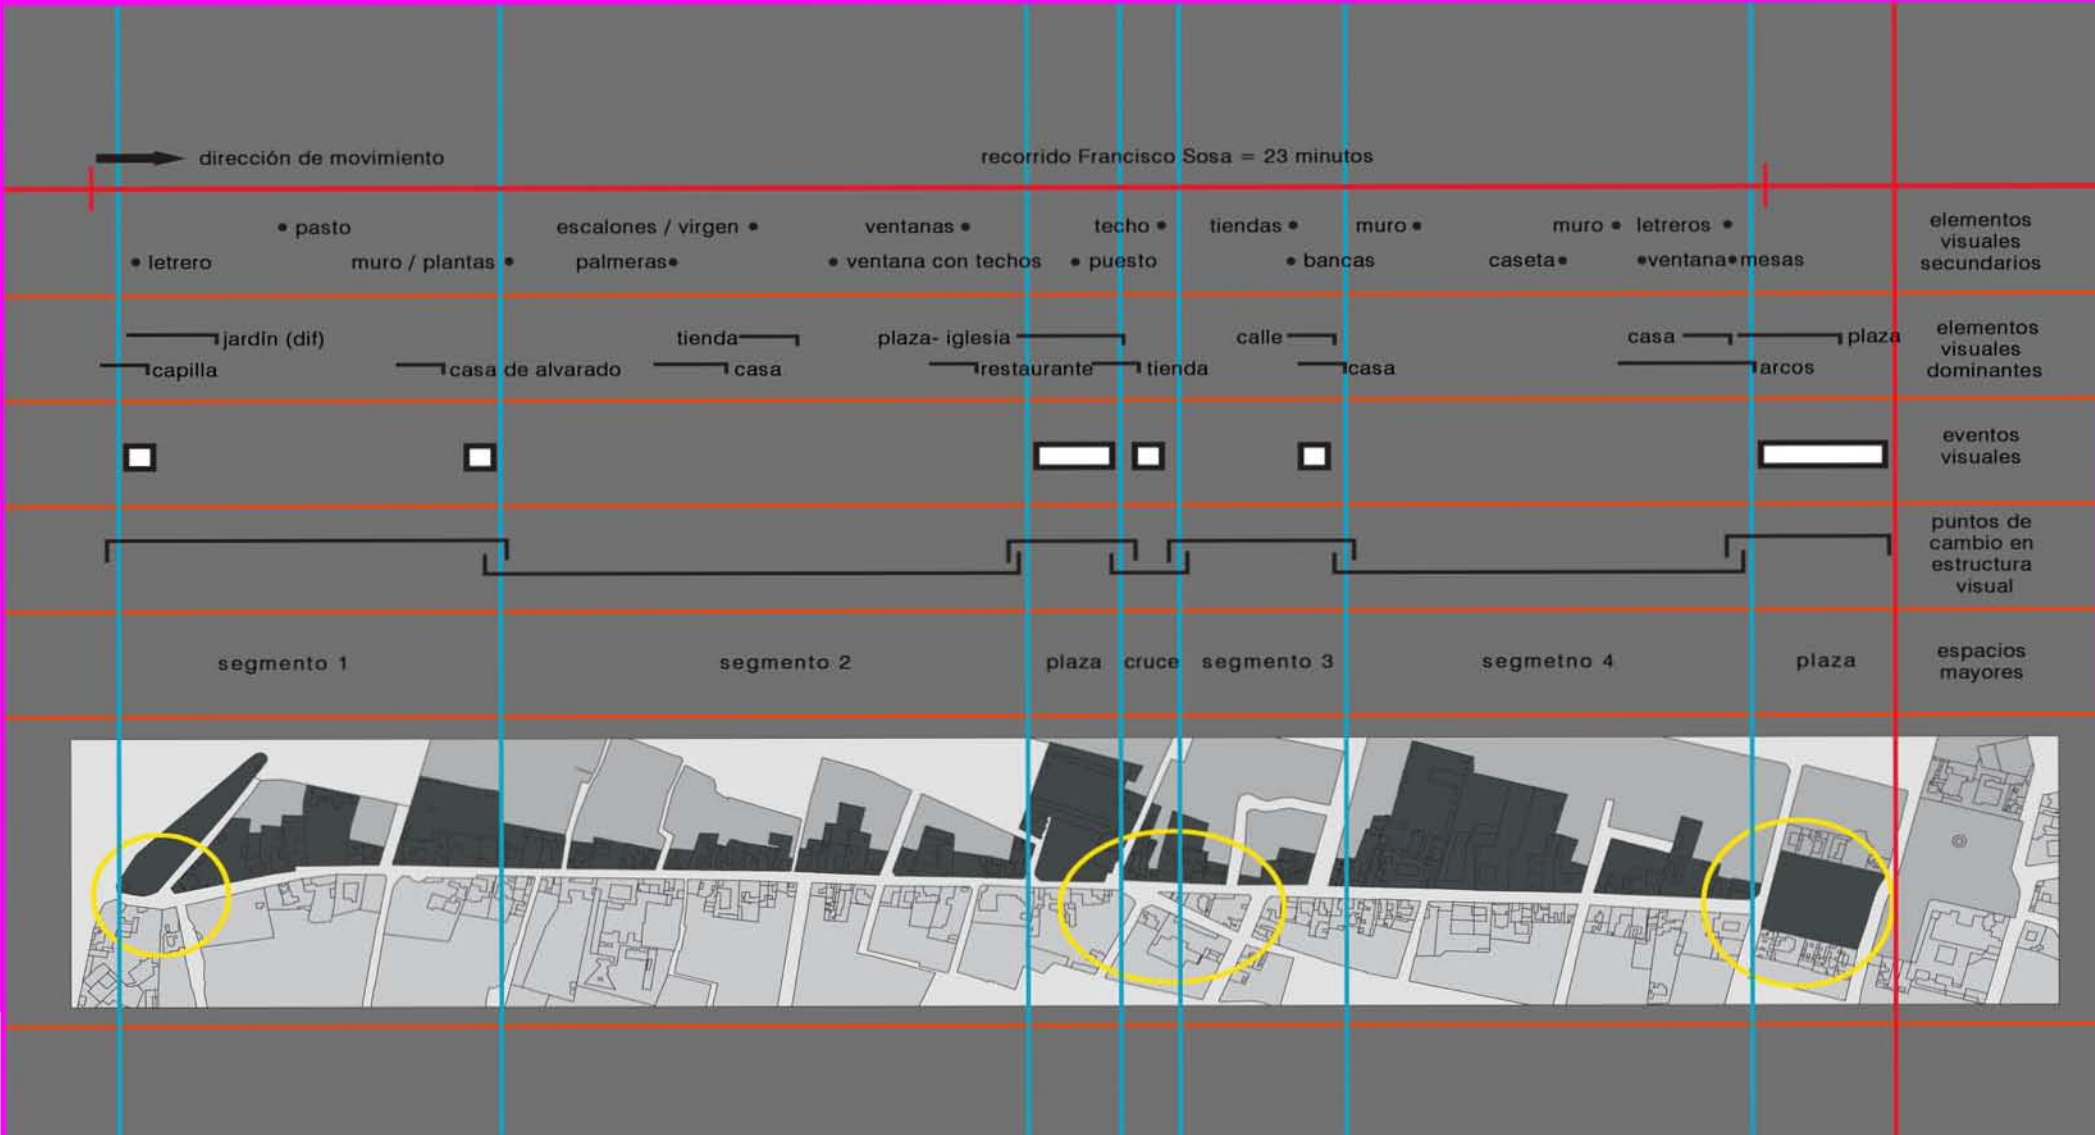 dirección de movimiento
recorrido Francisco Sosa = 23 minutos
pasto
escalones / virgen
ventanas
techo
tiendas
muro
muro
letreros
letrero
muro / plantas
palmeras
ventana con techos
puesto
bancas
caseta
ventana
mesas
elementos
visuales
secundarios
jardín (dif)
tienda
plaza- iglesia
calle
casa
plaza
capilla
casa de alvarado
casa
restaurante
tienda
casa
arcos
elementos
visuales
dominantes
eventos
visuales
puntos de
cambio en
estructura
visual
segmento 1
segmento 2
plaza
cruce
segmento 3
segmetno 4
plaza
espacios
mayores